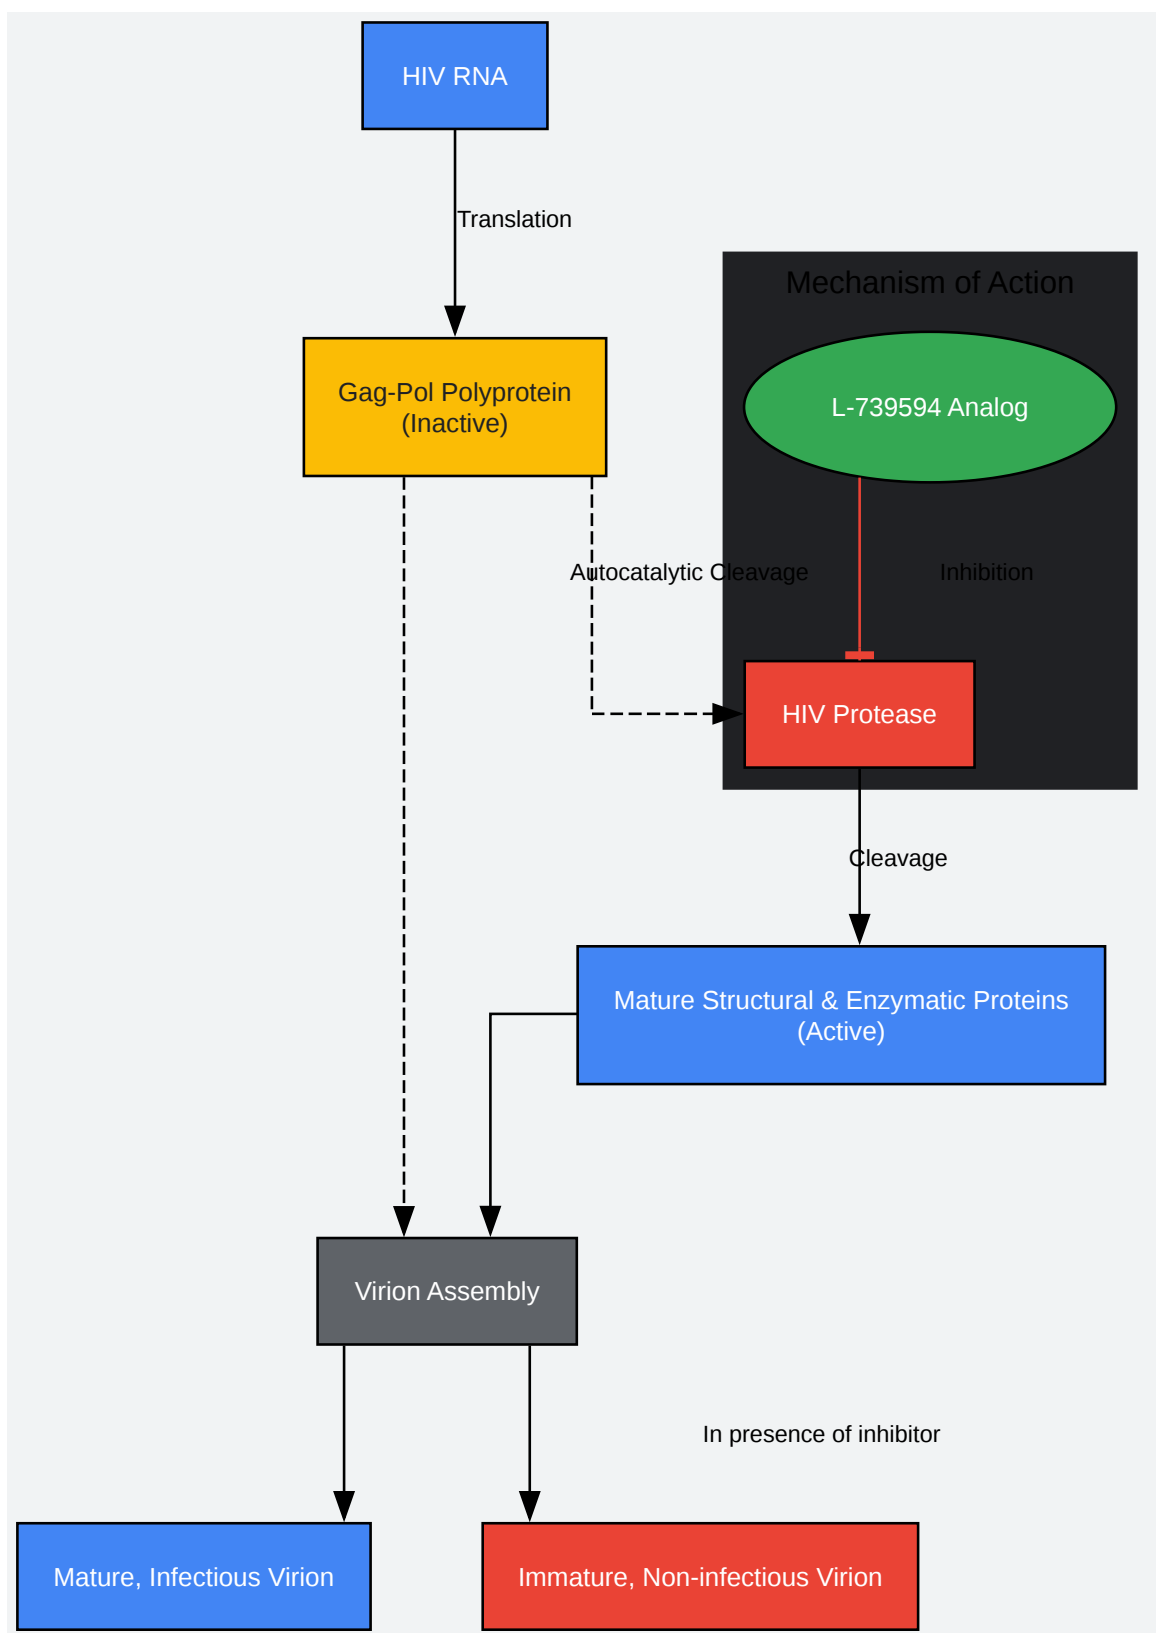 HIV RNA
Translation
Mechanism of Action
Gag-Pol Polyprotein
(Inactive)
L-739594 Analog
Autocatalytic Cleavage
Inhibition
HIV Protease
Cleavage
Mature Structural & Enzymatic Proteins
(Active)
Virion Assembly
In presence of inhibitor
Mature, Infectious Virion
Immature, Non-infectious Virion